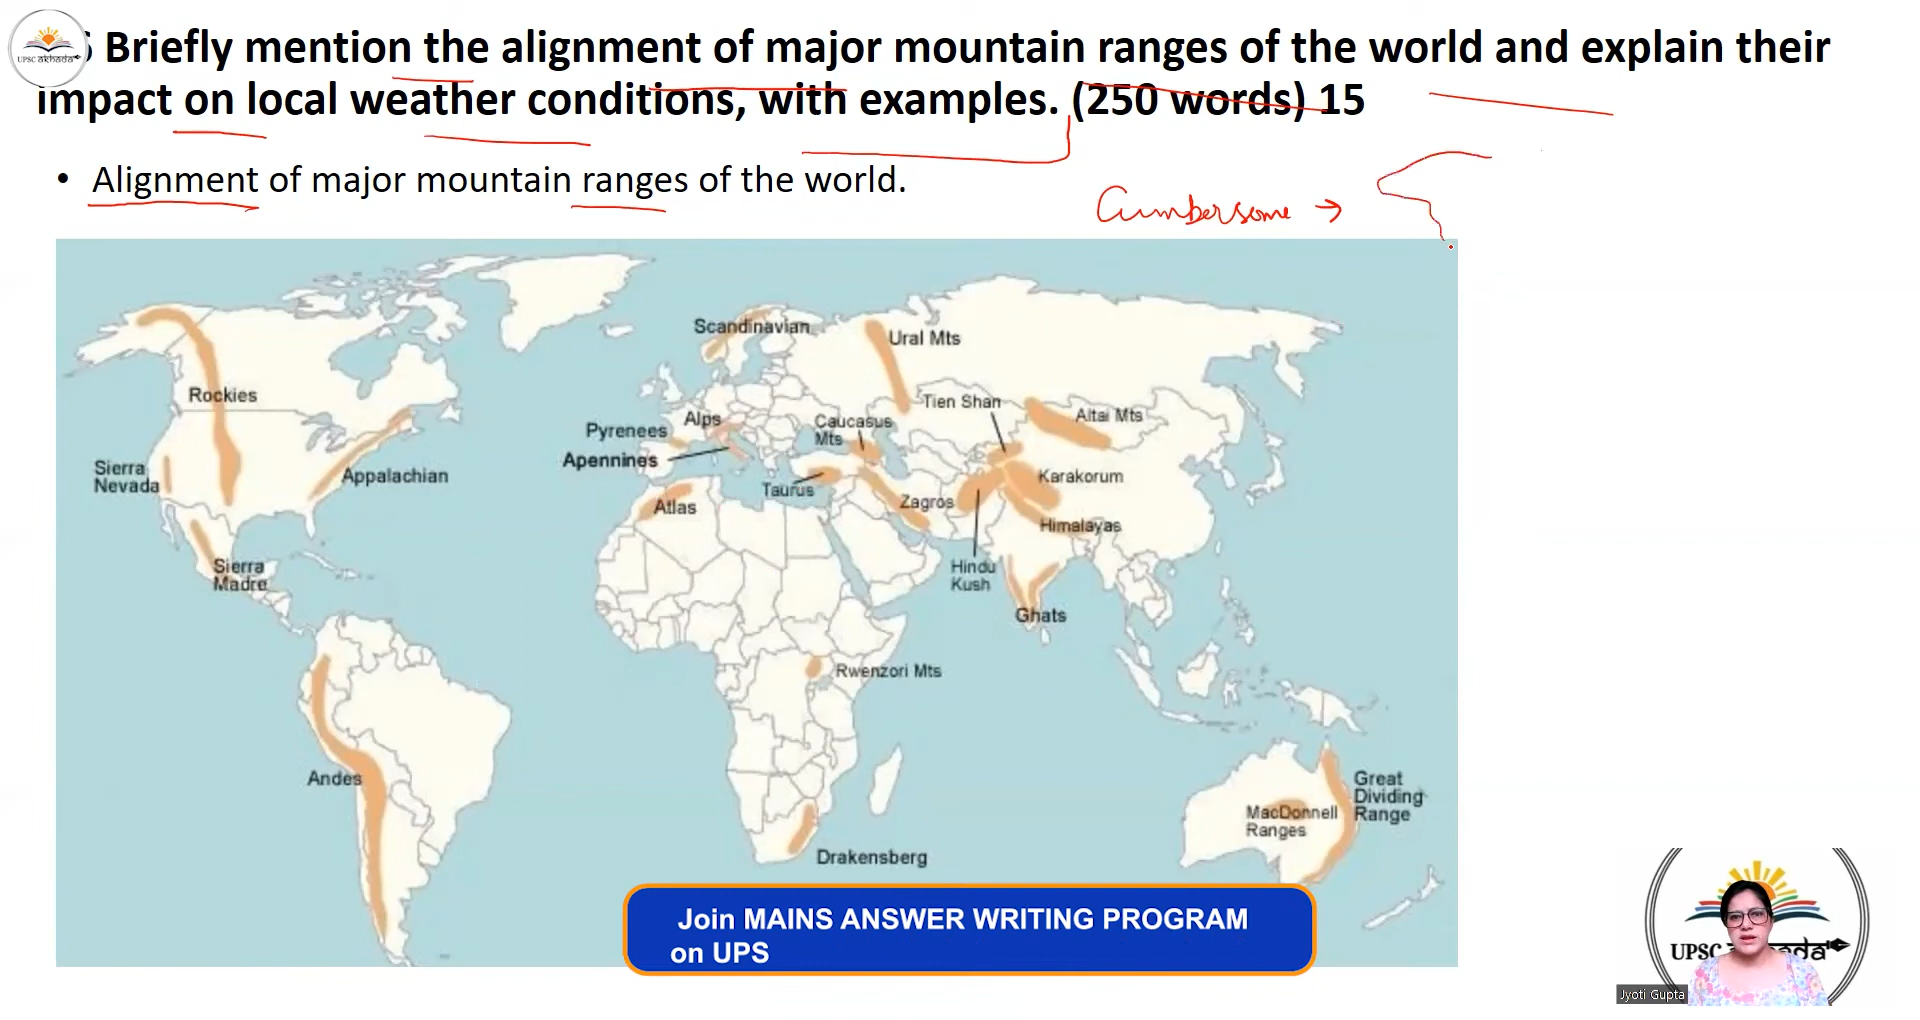 Briefly mention the alignment of major mountain ranges of the world and explain their
impact on local weather conditions, with examples. (250 words) 15
UPSC akhada
• Alignment of major mountain ranges of the world.
Cumbersome →
Scandinavian
Ural Mts
Rockies
Tien Shan
Altai Mts
Alps
Caucasus
Mts
Pyrenees
Apennines
Sierra
Nevada
Appalachian
Karakorum
Taurus
Zagros
Atlas
Himalayas
Hindu
Kush
Sierra
Madre
Ghats
Rwenzori Mts
Andes
Great
Dividing
Range
MacDonnell
Ranges
Drakensberg
Join MAINS ANSWER WRITING PROGRAM
on UPS
UPSC
Jyoti Gupta